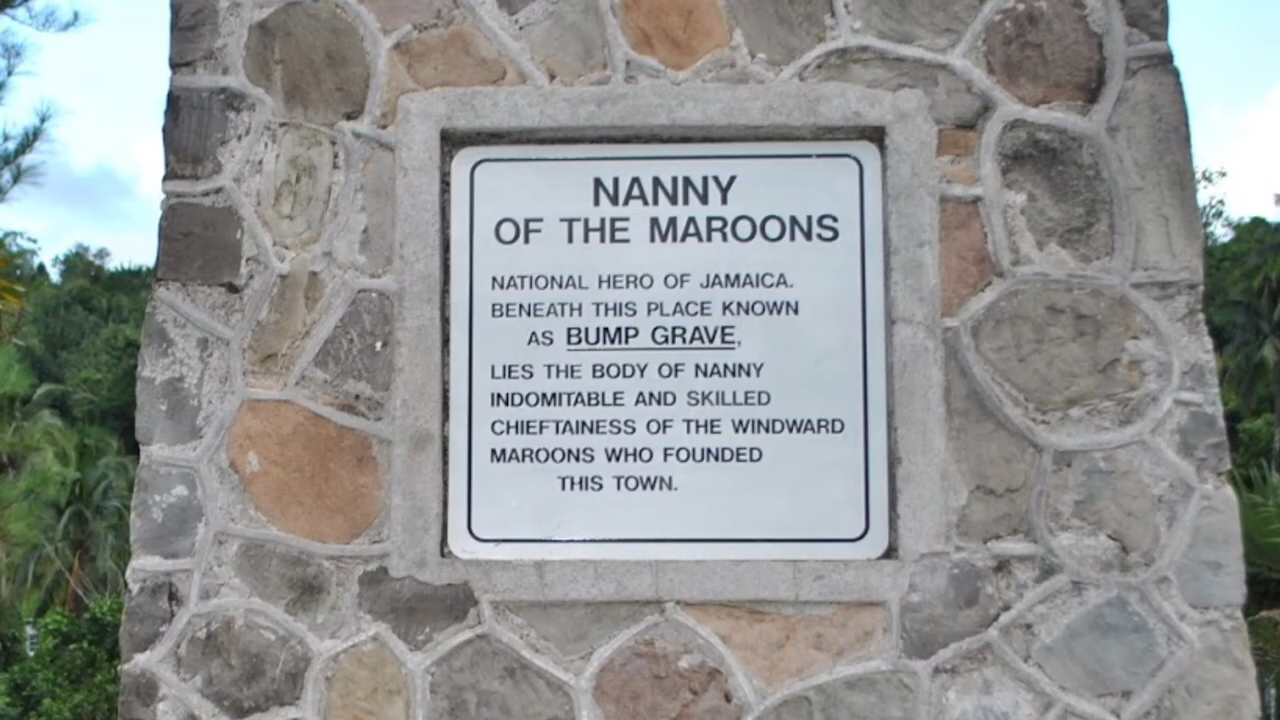 NANNY
OF THE MAROONS
NATIONAL HERO OF JAMAICA.
BENEATH THIS PLACE KNOWN
AS BUMP GRAVE,
LIES THE BODY OF NANNY
INDOMITABLE AND SKILLED
CHIEFTAINESS OF THE WINDWARD
MAROONS WHO FOUNDED
THIS TOWN.